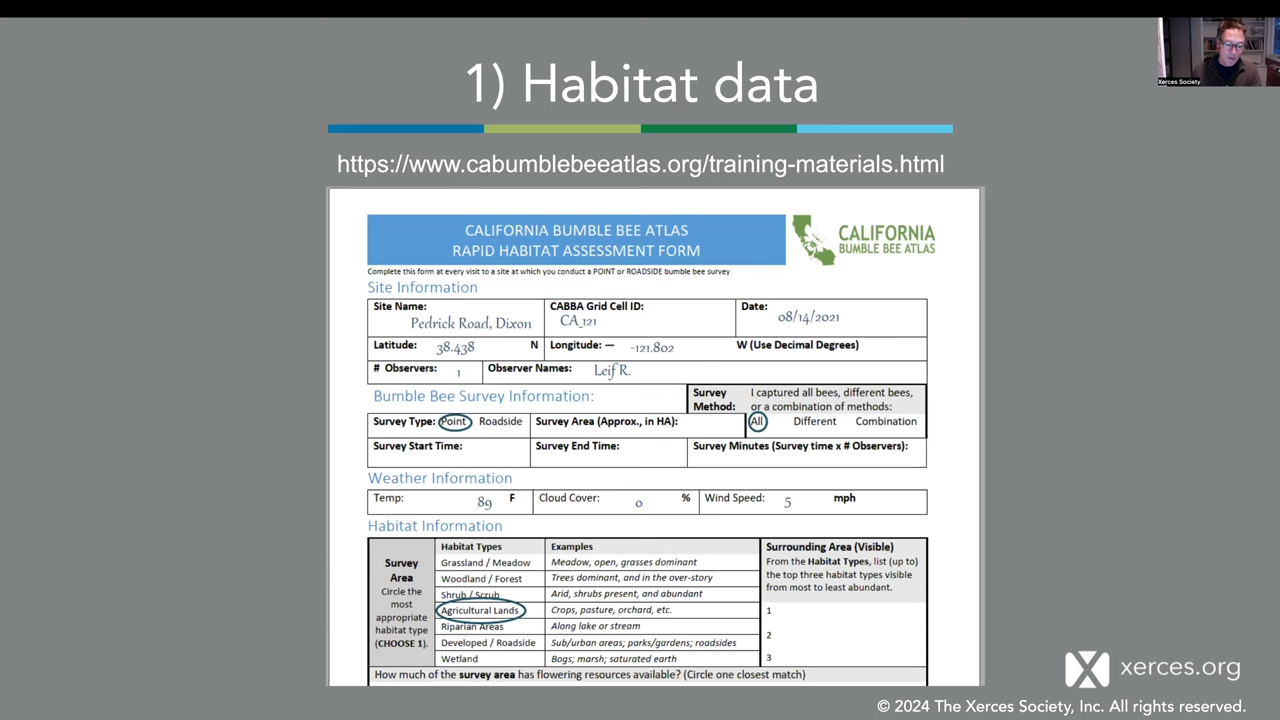 1) Habitat data
Xerces Society
https://www.cabumblebeeatlas.org/training-materials.html
CALIFORNIA BUMBLE BEE ATLAS
RAPID HABITAT ASSESSMENT FORM
CALIFORNIA
BUMBLE BEE ATLAS
Complete this form at every visit to a site at which you conduct a POINT or ROADSIDE bumble bee survey
Site Information
Site Name: Pedrick Road, Dixon
CABBA Grid Cell ID: CA_121
Date: 08/14/2021
Latitude: 38.438 N
Longitude: — -121.802 W (Use Decimal Degrees)
# Observers: 1
Observer Names: Leif R.
Bumble Bee Survey Information:
Survey Method:
I captured all bees, different bees,
or a combination of methods:
Survey Type: Point Roadside
Survey Area (Approx., in HA):
All Different Combination
Survey Start Time:
Survey End Time:
Survey Minutes (Survey time x # Observers):
Weather Information
Temp: 89 F
Cloud Cover: 0 %
Wind Speed: 5 mph
Habitat Information
Survey
Area
Circle the
most
appropriate
habitat type
(CHOOSE 1).
Habitat Types Examples
Grassland / Meadow Meadow, open, grasses dominant
Woodland / Forest Trees dominant, and in the over-story
Shrub / Scrub Arid, shrubs present, and abundant
Agricultural Lands Crops, pasture, orchard, etc.
Riparian Areas Along lake or stream
Developed / Roadside Sub/urban areas; parks/gardens; roadsides
Wetland Bogs; marsh; saturated earth
Surrounding Area (Visible)
From the Habitat Types, list (up to)
the top three habitat types visible
from most to least abundant.
1
2
3
How much of the survey area has flowering resources available? (Circle one closest match)
xerces.org
© 2024 The Xerces Society, Inc. All rights reserved.